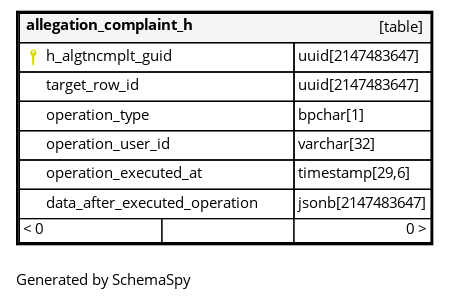 allegation_complaint_h [table]
h_algtncmplt_guid uuid[2147483647]
target_row_id uuid[2147483647]
operation_type bpchar[1]
operation_user_id varchar[32]
operation_executed_at timestamp[29,6]
data_after_executed_operation jsonb[2147483647]
< 0 0 >
Generated by SchemaSpy